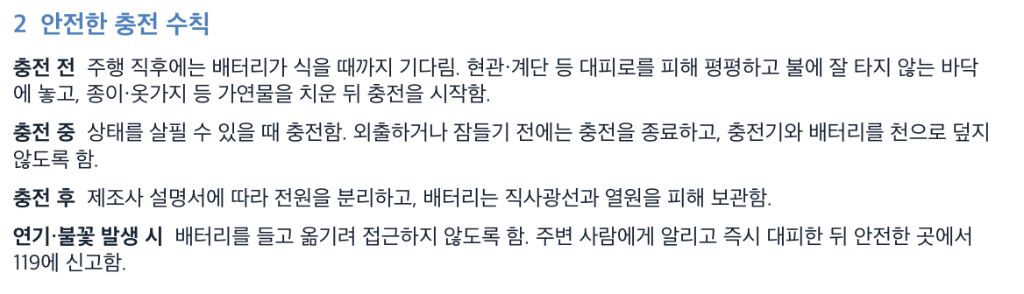 2 안전한 충전 수칙
충전 전 주행 직후에는 배터리가 식을 때까지 기다림. 현관·계단 등 대피로를 피해 평평하고 불에 잘 타지 않는 바닥
에 놓고, 종이·옷가지 등 가연물을 치운 뒤 충전을 시작함.
충전 중 상태를 살필 수 있을 때 충전함. 외출하거나 잠들기 전에는 충전을 종료하고, 충전기와 배터리를 천으로 덮지
않도록 함.
충전 후 제조사 설명서에 따라 전원을 분리하고, 배터리는 직사광선과 열원을 피해 보관함.
연기·불꽃 발생 시 배터리를 들고 옮기려 접근하지 않도록 함. 주변 사람에게 알리고 즉시 대피한 뒤 안전한 곳에서
119에 신고함.